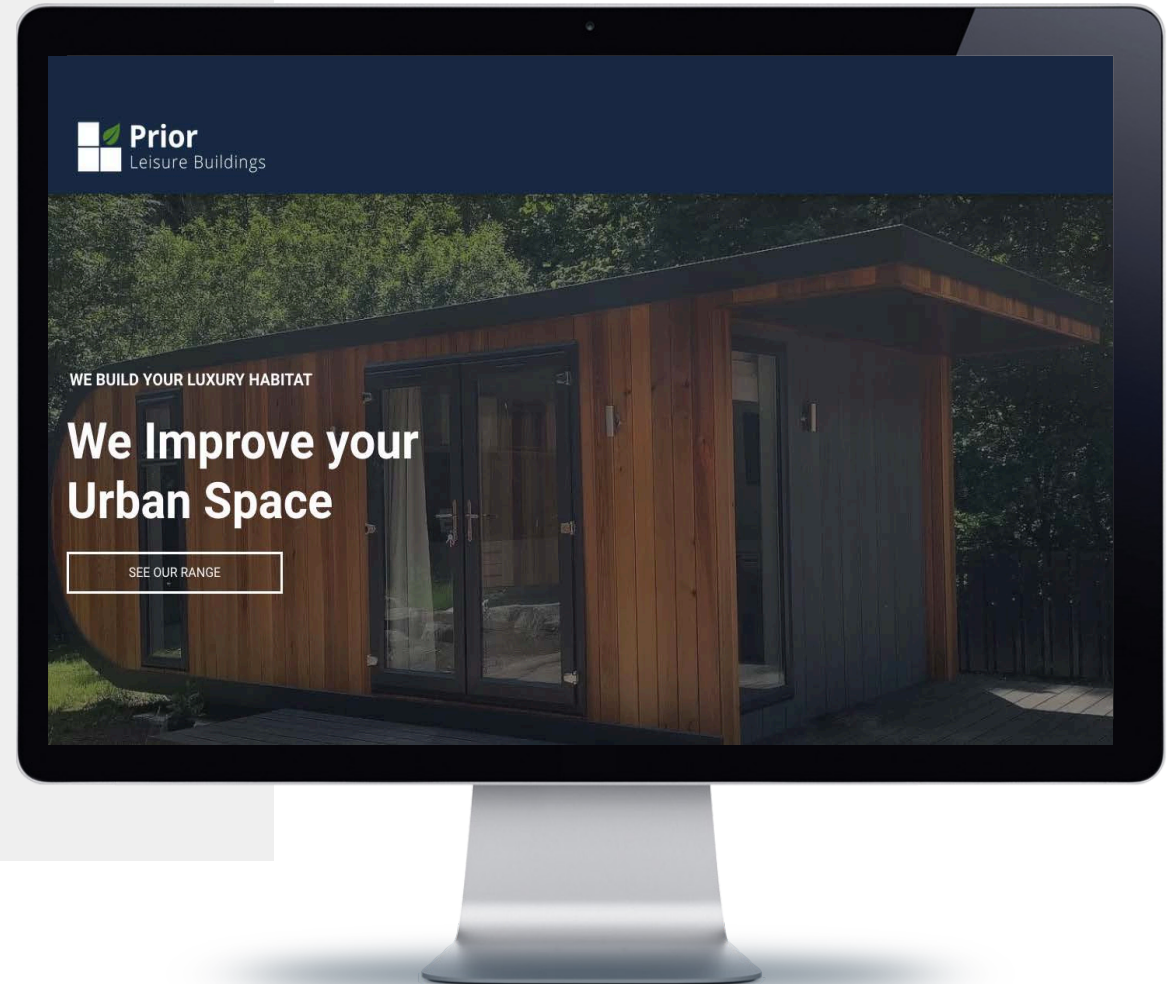 Prior
Leisure Buildings
WE BUILD YOUR LUXURY HABITAT
We Improve your
Urban Space
SEE OUR RANGE